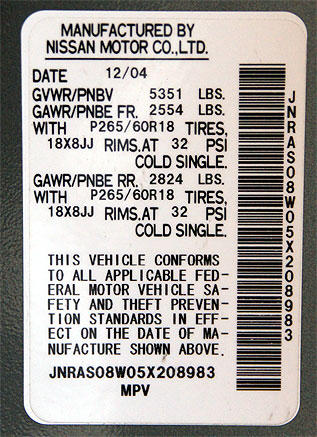 MANUFACTURED BY
NISSAN MOTOR CO.,LTD.
DATE 12/04
GVWR/PNBV 5351 LBS.
GAWR/PNBE FR. 2554 LBS.
WITH P265/60R18 TIRES,
18X8JJ RIMS,AT 32 PSI
COLD SINGLE.
GAWR/PNBE RR. 2824 LBS.
WITH P265/60R18 TIRES,
18X8JJ RIMS,AT 32 PSI
COLD SINGLE.
THIS VEHICLE CONFORMS
TO ALL APPLICABLE FED-
ERAL MOTOR VEHICLE SA-
FETY AND THEFT PREVEN-
TION STANDARDS IN EFF-
ECT ON THE DATE OF MA-
NUFACTURE SHOWN ABOVE.
JNRAS08W05X208983
MPV
JNRAS08W05X208983